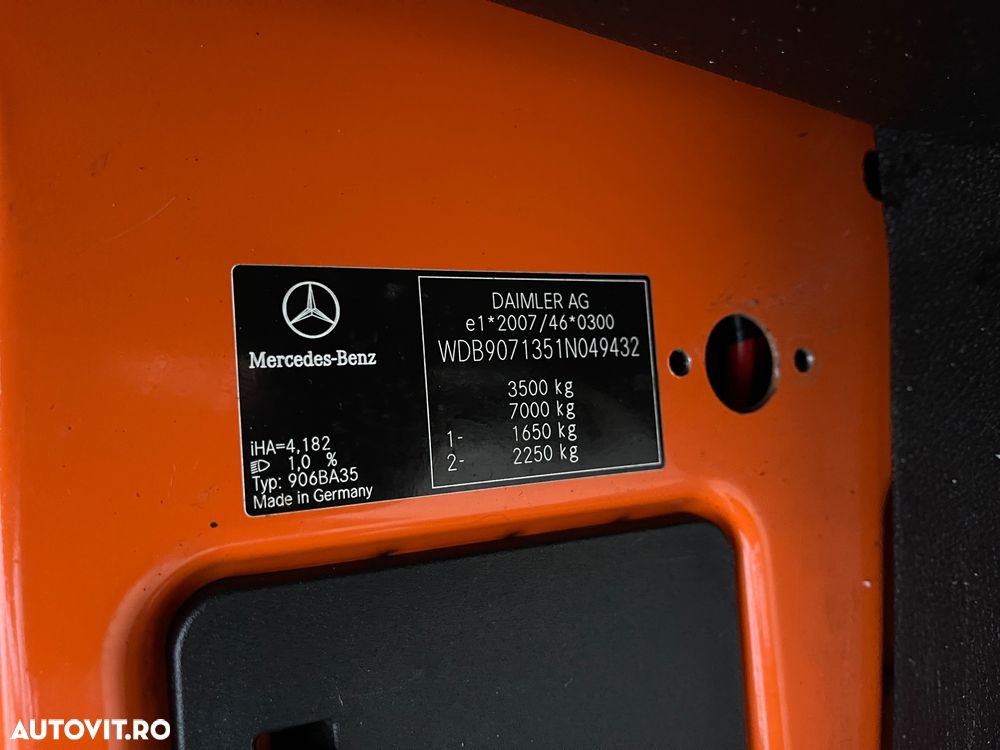 Mercedes-Benz
iHA=4,182
1,0 %
Typ: 906BA35
Made in Germany
DAIMLER AG
e1*2007/46*0300
WDB9071351N049432
3500 kg
7000 kg
1- 1650 kg
2- 2250 kg
AUTOVIT.RO